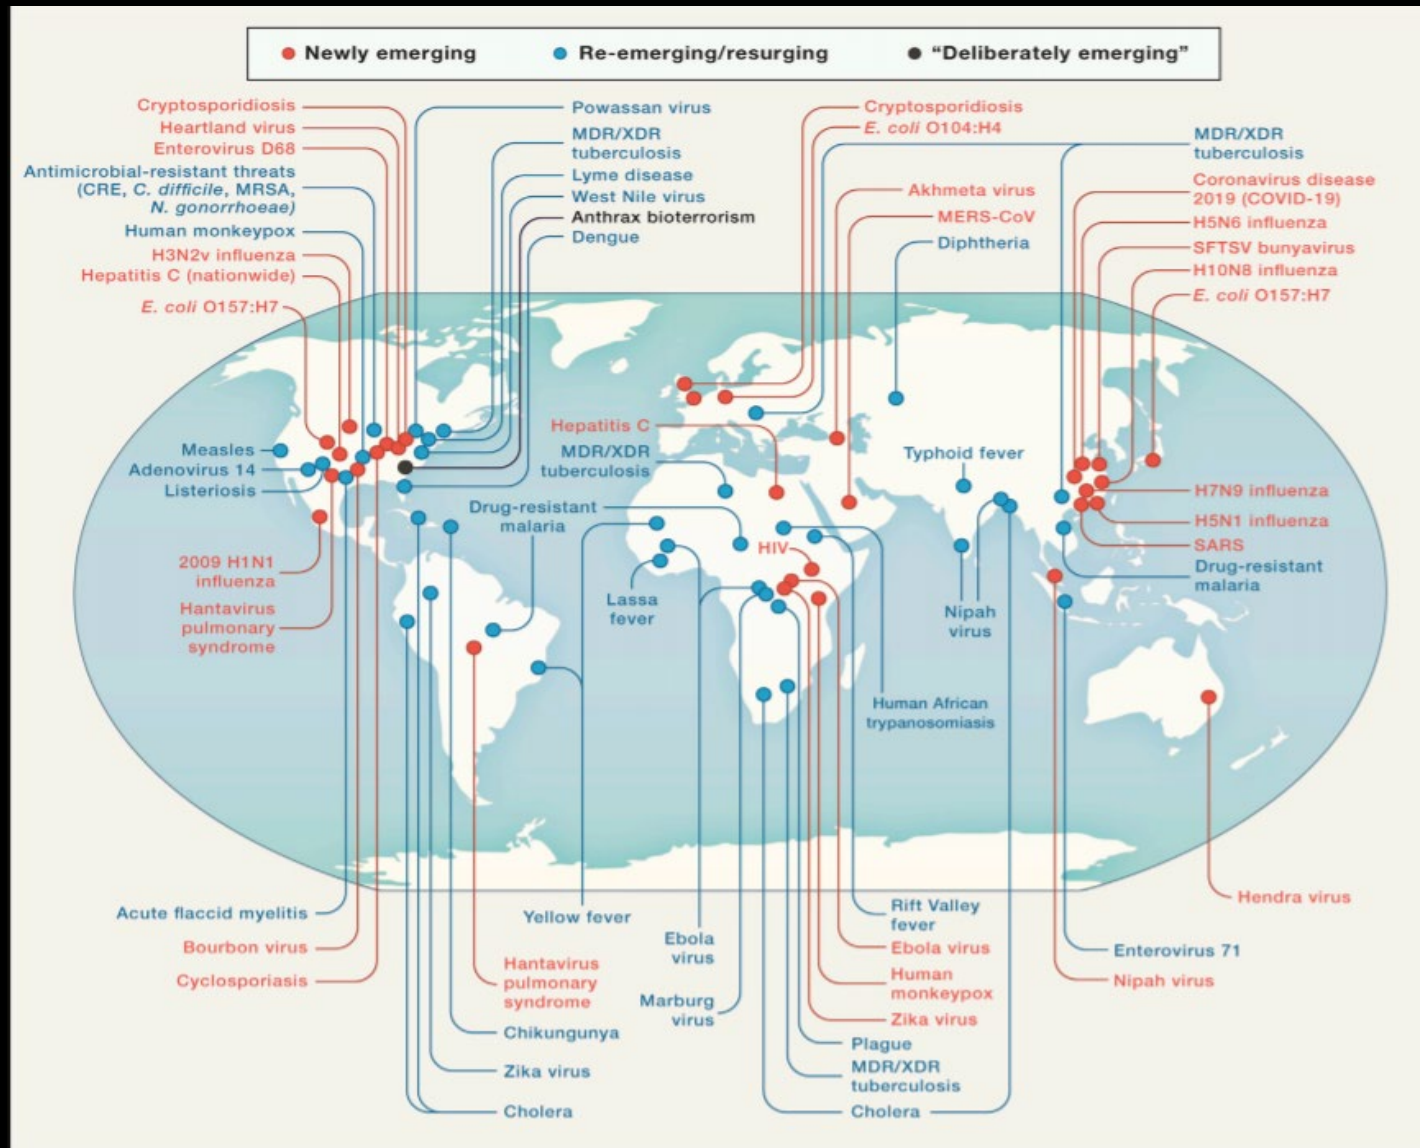 Newly emerging
Re-emerging/resurging
“Deliberately emerging”
Cryptosporidiosis
Heartland virus
Enterovirus D68
Antimicrobial-resistant threats
(CRE, C. difficile, MRSA,
N. gonorrhoeae)
Human monkeypox
H3N2v influenza
Hepatitis C (nationwide)
E. coli O157:H7
Powassan virus
MDR/XDR
tuberculosis
Lyme disease
West Nile virus
Anthrax bioterrorism
Dengue
Cryptosporidiosis
E. coli O104:H4
Akhmeta virus
MERS-CoV
Diphtheria
MDR/XDR
tuberculosis
Coronavirus disease
2019 (COVID-19)
H5N6 influenza
SFTSV bunyavirus
H10N8 influenza
E. coli O157:H7
Measles
Adenovirus 14
Listeriosis
2009 H1N1
influenza
Hantavirus
pulmonary
syndrome
Hepatitis C
MDR/XDR
tuberculosis
Drug-resistant
malaria
HIV
Lassa
fever
Typhoid fever
Nipah
virus
Human African
trypanosomiasis
H7N9 influenza
H5N1 influenza
SARS
Drug-resistant
malaria
Acute flaccid myelitis
Bourbon virus
Cyclosporiasis
Yellow fever
Hantavirus
pulmonary
syndrome
Chikungunya
Zika virus
Cholera
Ebola
virus
Marburg
virus
Rift Valley
fever
Ebola virus
Human
monkeypox
Zika virus
Plague
MDR/XDR
tuberculosis
Cholera
Hendra virus
Enterovirus 71
Nipah virus